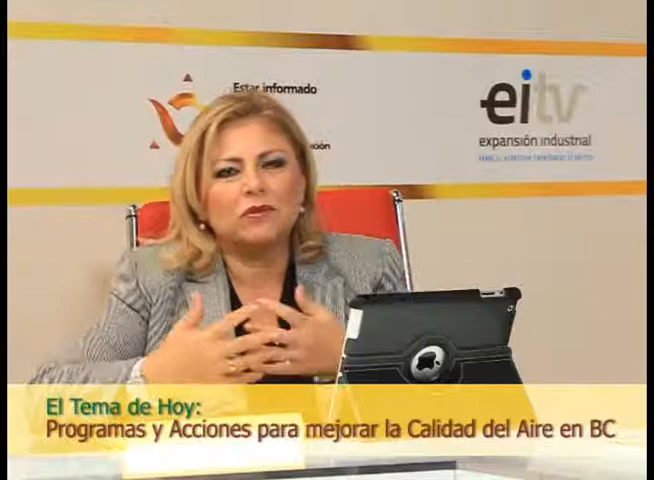 Estar informado
eitv
expansión industrial
El Tema de Hoy:
Programas y Acciones para mejorar la Calidad del Aire en BC